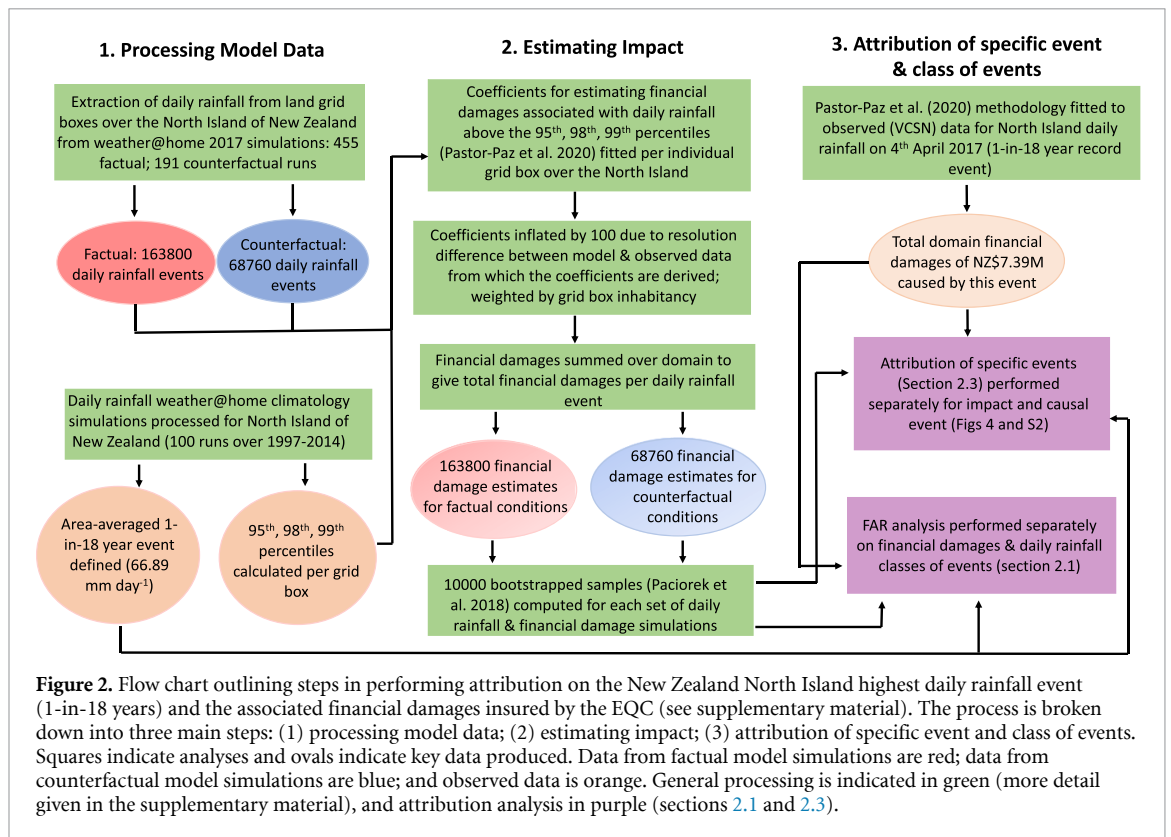 1. Processing Model Data
Extraction of daily rainfall from land grid
boxes over the North Island of New Zealand
from weather@home 2017 simulations: 455
factual; 191 counterfactual runs
Factual: 163800
daily rainfall events
Counterfactual:
68760 daily rainfall
events
Daily rainfall weather@home climatology
simulations processed for North Island of
New Zealand (100 runs over 1997-2014)
Area-averaged 1-
in-18 year event
defined (66.89
mm day⁻¹)
95ᵗʰ, 98ᵗʰ, 99ᵗʰ
percentiles
calculated per grid
box
2. Estimating Impact
Coefficients for estimating financial
damages associated with daily rainfall
above the 95ᵗʰ, 98ᵗʰ, 99ᵗʰ percentiles
(Pastor-Paz et al. 2020) fitted per individual
grid box over the North Island
Coefficients inflated by 100 due to resolution
difference between model & observed data
from which the coefficients are derived;
weighted by grid box inhabitancy
Financial damages summed over domain to
give total financial damages per daily rainfall
event
163800 financial
damage estimates
for factual conditions
68760 financial
damage estimates for
counterfactual
conditions
10000 bootstrapped samples (Paciorek et
al. 2018) computed for each set of daily
rainfall & financial damage simulations
3. Attribution of specific event
& class of events
Pastor-Paz et al. (2020) methodology fitted to
observed (VCSN) data for North Island daily
rainfall on 4ᵗʰ April 2017 (1-in-18 year record
event)
Total domain financial
damages of NZ$7.39M
caused by this event
Attribution of specific events
(Section 2.3) performed
separately for impact and causal
event (Figs 4 and S2)
FAR analysis performed separately
on financial damages & daily rainfall
classes of events (section 2.1)
Figure 2. Flow chart outlining steps in performing attribution on the New Zealand North Island highest daily rainfall event
(1-in-18 years) and the associated financial damages insured by the EQC (see supplementary material). The process is broken
down into three main steps: (1) processing model data; (2) estimating impact; (3) attribution of specific event and class of events.
Squares indicate analyses and ovals indicate key data produced. Data from factual model simulations are red; data from
counterfactual model simulations are blue; and observed data is orange. General processing is indicated in green (more detail
given in the supplementary material), and attribution analysis in purple (sections 2.1 and 2.3).